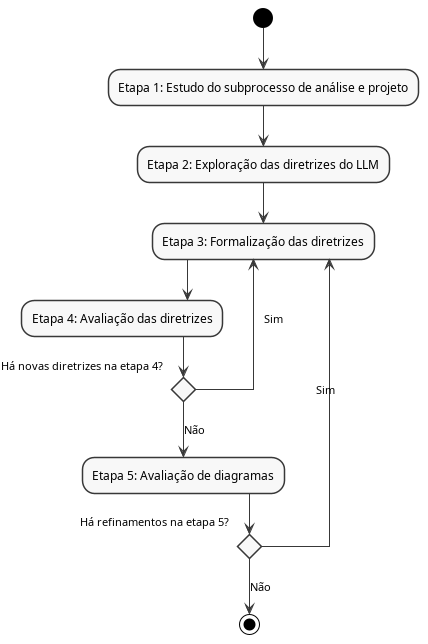 Etapa 1: Estudo do subprocesso de análise e projeto
Etapa 2: Exploração das diretrizes do LLM
Etapa 3: Formalização das diretrizes
Etapa 4: Avaliação das diretrizes
Sim
Há novas diretrizes na etapa 4?
Sim
Não
Etapa 5: Avaliação de diagramas
Há refinamentos na etapa 5?
Não